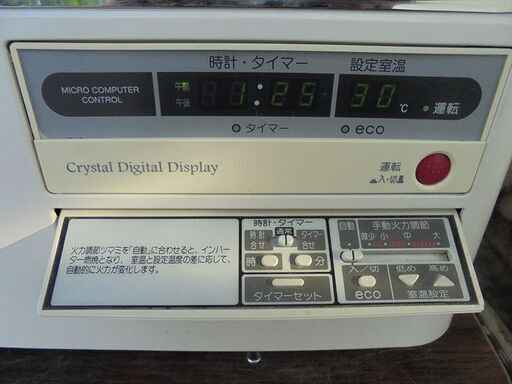 時計・タイマー 設定室温
MICRO COMPUTER
CONTROL
午前
午後
1:25 30℃ 運転
タイマー eco
Crystal Digital Display
運転
入・切
時計・タイマー
時計合せ 通常 タイマー合せ
時 分
タイマーセット
自動 手動火力調節
微少 小 中 大
入/切 低め 高め
eco 室温設定
火力調節ツマミを「自動」に合わせると、インバ
ーター燃焼となり、室温と設定温度の差に応じて、
自動的に火力が変化します。